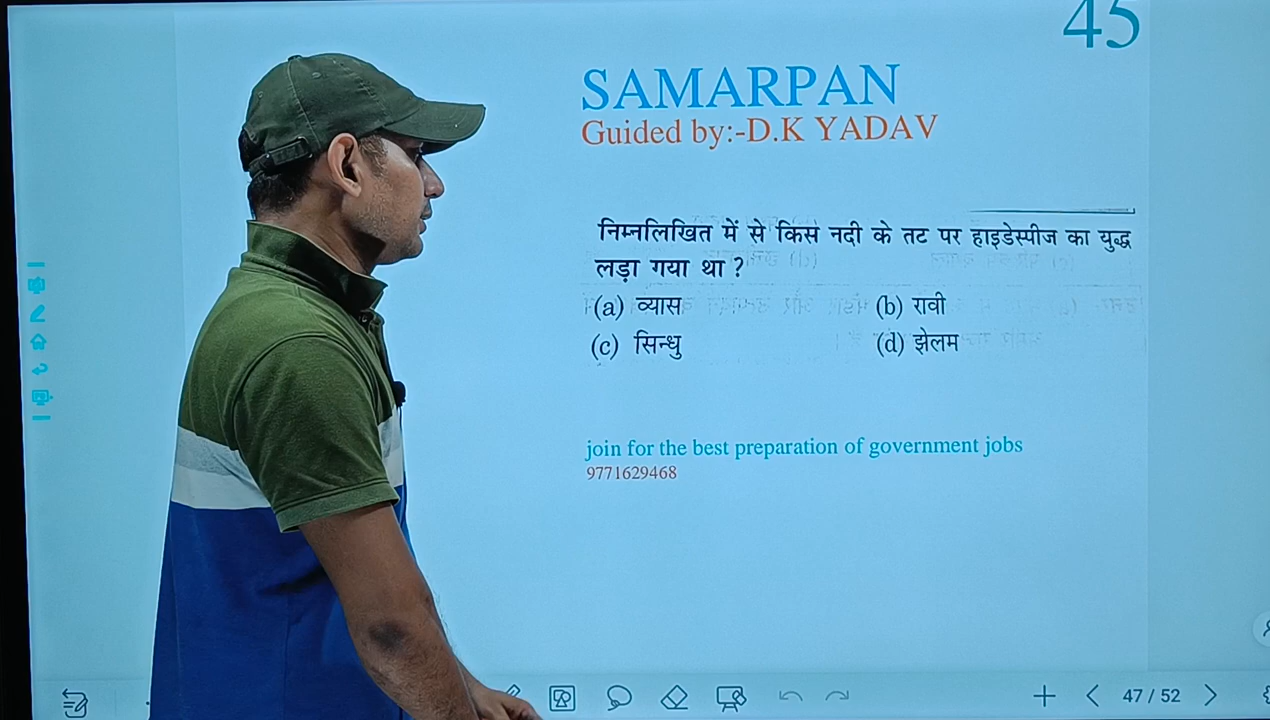 45
SAMARPAN
Guided by:-D.K YADAV
निम्नलिखित में से किस नदी के तट पर हाइडेस्पीज का युद्ध
लड़ा गया था ?
(a) व्यास (b) रावी
(c) सिन्धु (d) झेलम
join for the best preparation of government jobs
9771629468
47 / 52